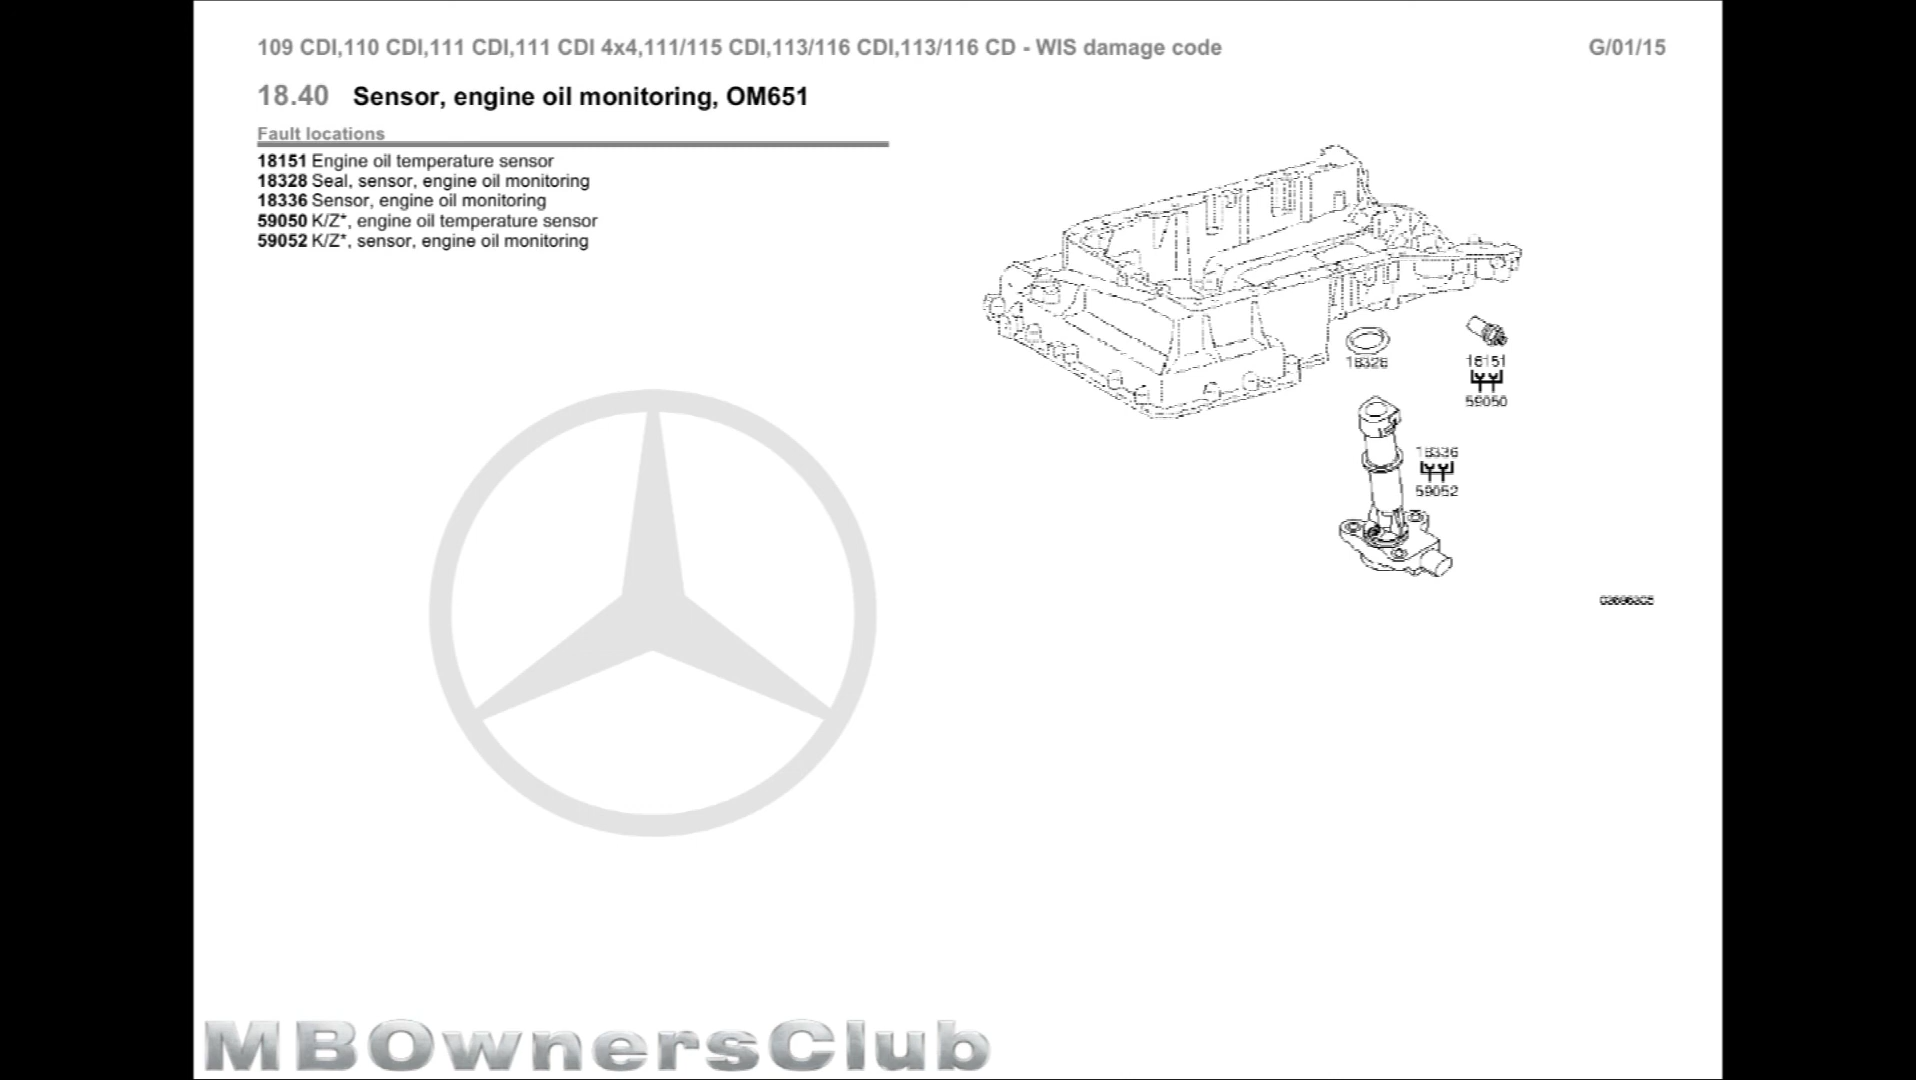 109 CDI,110 CDI,111 CDI,111 CDI 4x4,111/115 CDI,113/116 CDI,113/116 CD - WIS damage code G/01/15
18.40 Sensor, engine oil monitoring, OM651
Fault locations
18151 Engine oil temperature sensor
18328 Seal, sensor, engine oil monitoring
18336 Sensor, engine oil monitoring
59050 K/Z*, engine oil temperature sensor
59052 K/Z*, sensor, engine oil monitoring
18328
18151
59050
18336
59052
MBOwnersClub